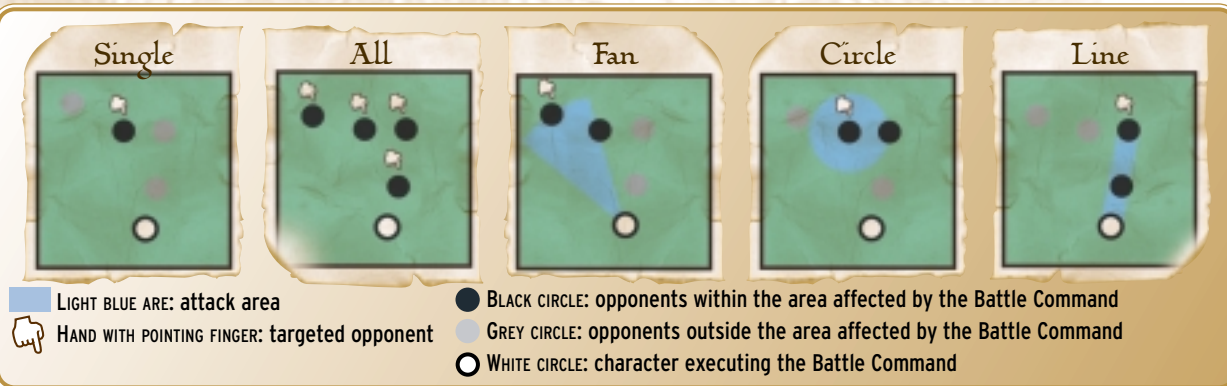 Single
All
Fan
Circle
Line
LIGHT BLUE ARE: attack area
HAND WITH POINTING FINGER: targeted opponent
BLACK CIRCLE: opponents within the area affected by the Battle Command
GREY CIRCLE: opponents outside the area affected by the Battle Command
WHITE CIRCLE: character executing the Battle Command